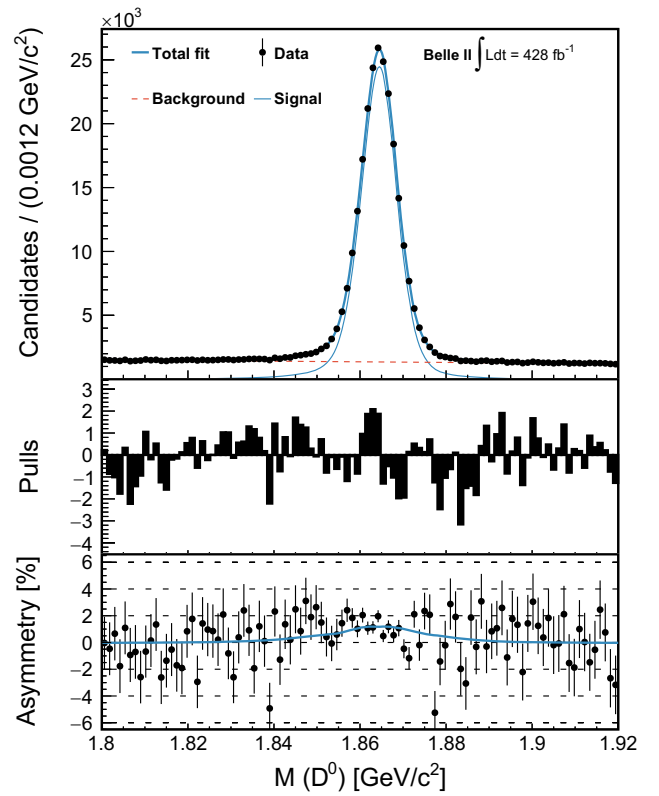 ×10³
Candidates / (0.0012 GeV/c²)
25
20
15
10
5
Total fit
Data
Belle II ∫ Ldt = 428 fb⁻¹
Background
Signal
Pulls
3
2
1
0
−1
−2
−3
−4
Asymmetry [%]
6
4
2
0
−2
−4
−6
1.8 1.82 1.84 1.86 1.88 1.9 1.92
M (D⁰) [GeV/c²]